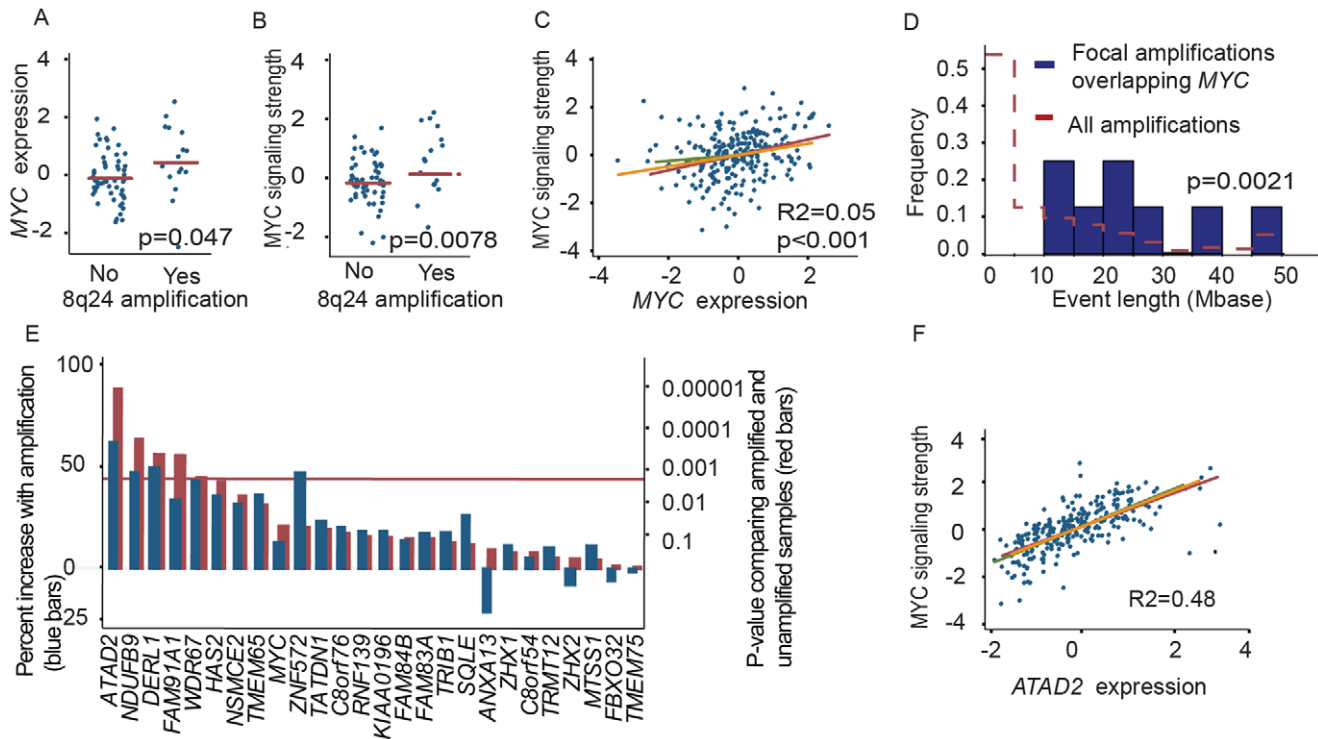 A
MYC expression
4
2
0
-2
p=0.047
No Yes
8q24 amplification
B
MYC signaling strength
4
2
0
-2
p=0.0078
No Yes
8q24 amplification
C
MYC signaling strength
4
2
0
-2
-4
R2=0.05
p<0.001
-4 -2 0 2
MYC expression
D
Frequency
0.5
0.3
0.2
0.1
0.0
Focal amplifications
overlapping MYC
All amplifications
p=0.0021
0 10 20 30 40 50
Event length (Mbase)
E
Percent increase with amplification
(blue bars)
100
50
0
25
0.00001
0.0001
0.001
0.01
0.1
P-value comparing amplified and
unamplified samples (red bars)
ATAD2
NDUFB9
DERL1
FAM91A1
WDR67
HAS2
NSMCE2
TMEM65
MYC
ZNF572
TATDN1
C8orf76
RNF139
KIAA0196
FAM84B
FAM83A
TRIB1
SQLE
ANXA13
ZHX1
C8orf54
TRMT12
ZHX2
MTSS1
FBXO32
TMEM75
F
MYC signaling strength
4
2
0
-2
-4
R2=0.48
-2 0 2 4
ATAD2 expression